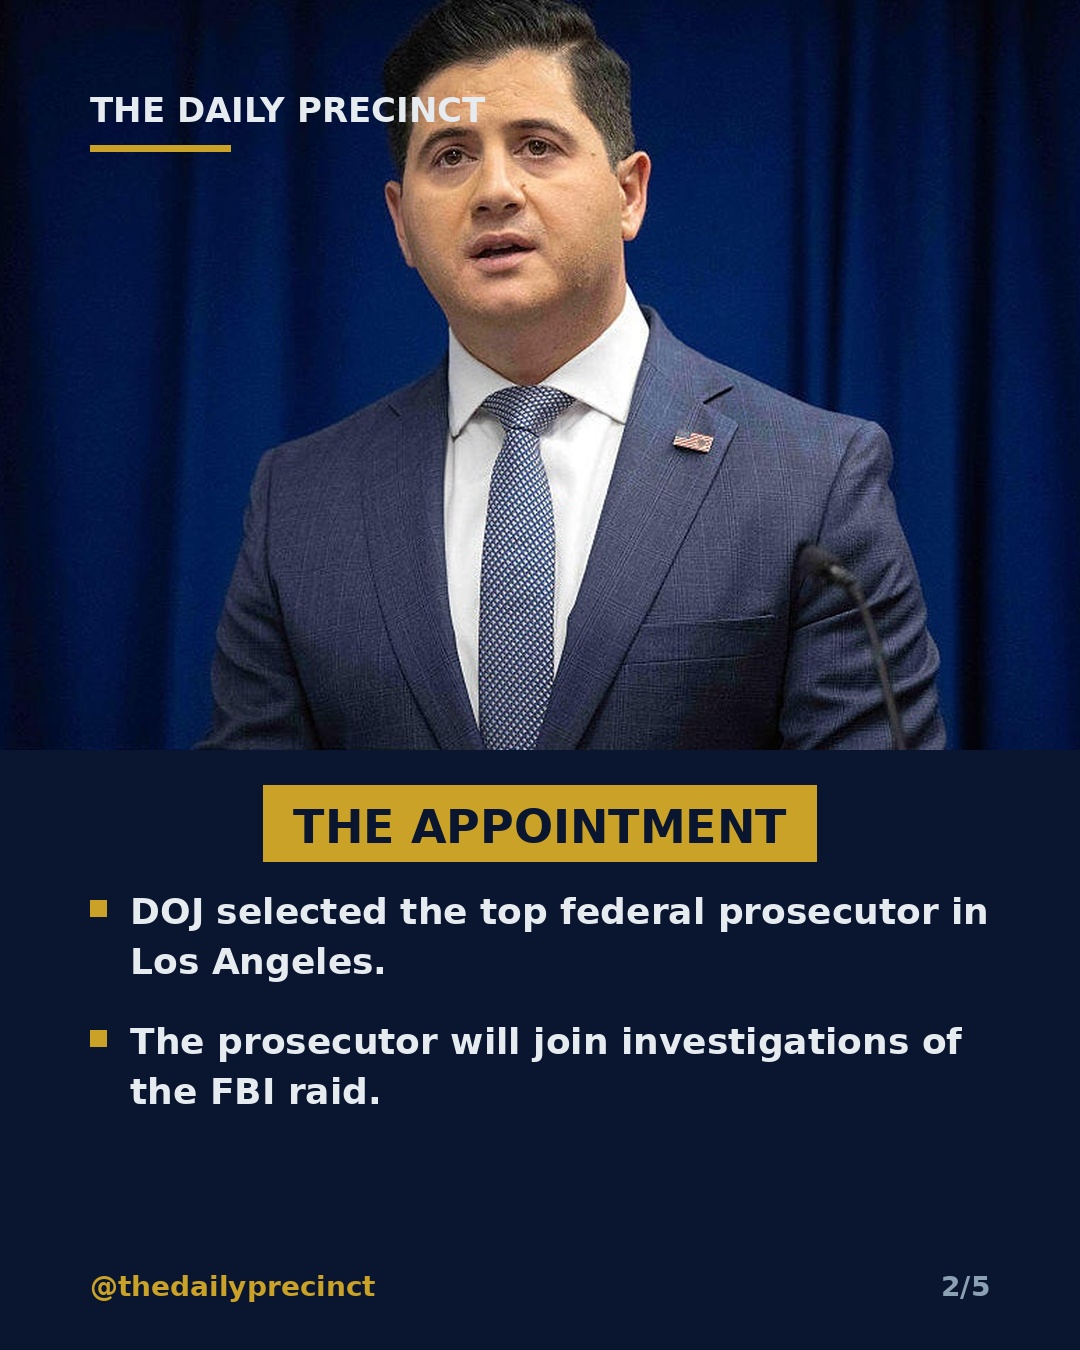 THE DAILY PRECINCT
THE APPOINTMENT
DOJ selected the top federal prosecutor in
Los Angeles.
The prosecutor will join investigations of
the FBI raid.
@thedailyprecinct
2/5